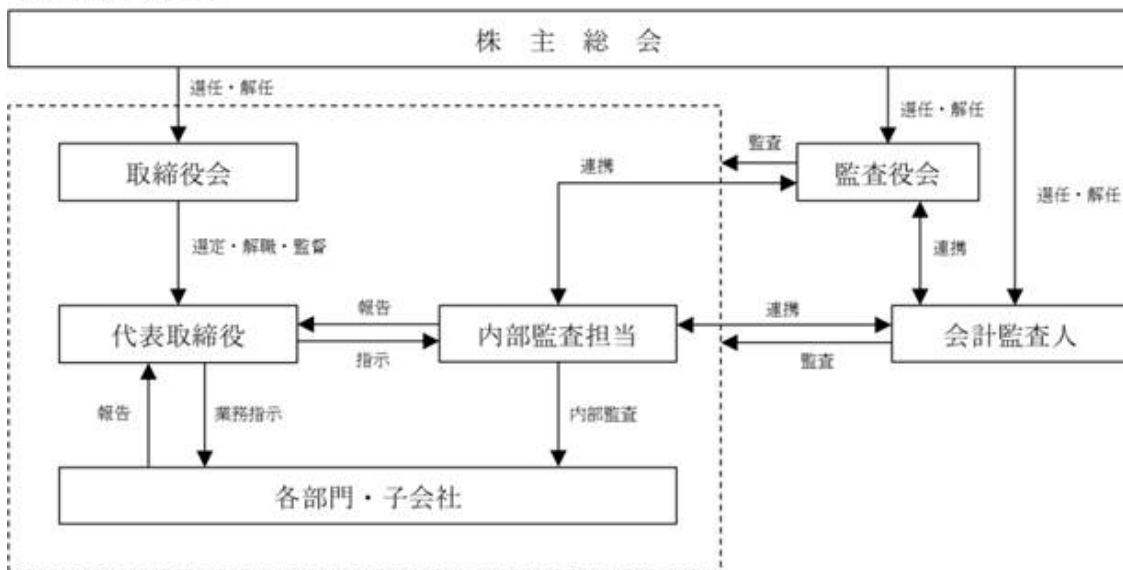 株主総会
選任・解任
選任・解任
監査
取締役会
連携
監査役会
選任・解任
選定・解職・監督
連携
報告
連携
代表取締役
内部監査担当
会計監査人
指示
監査
報告
業務指示
内部監査
各部門・子会社